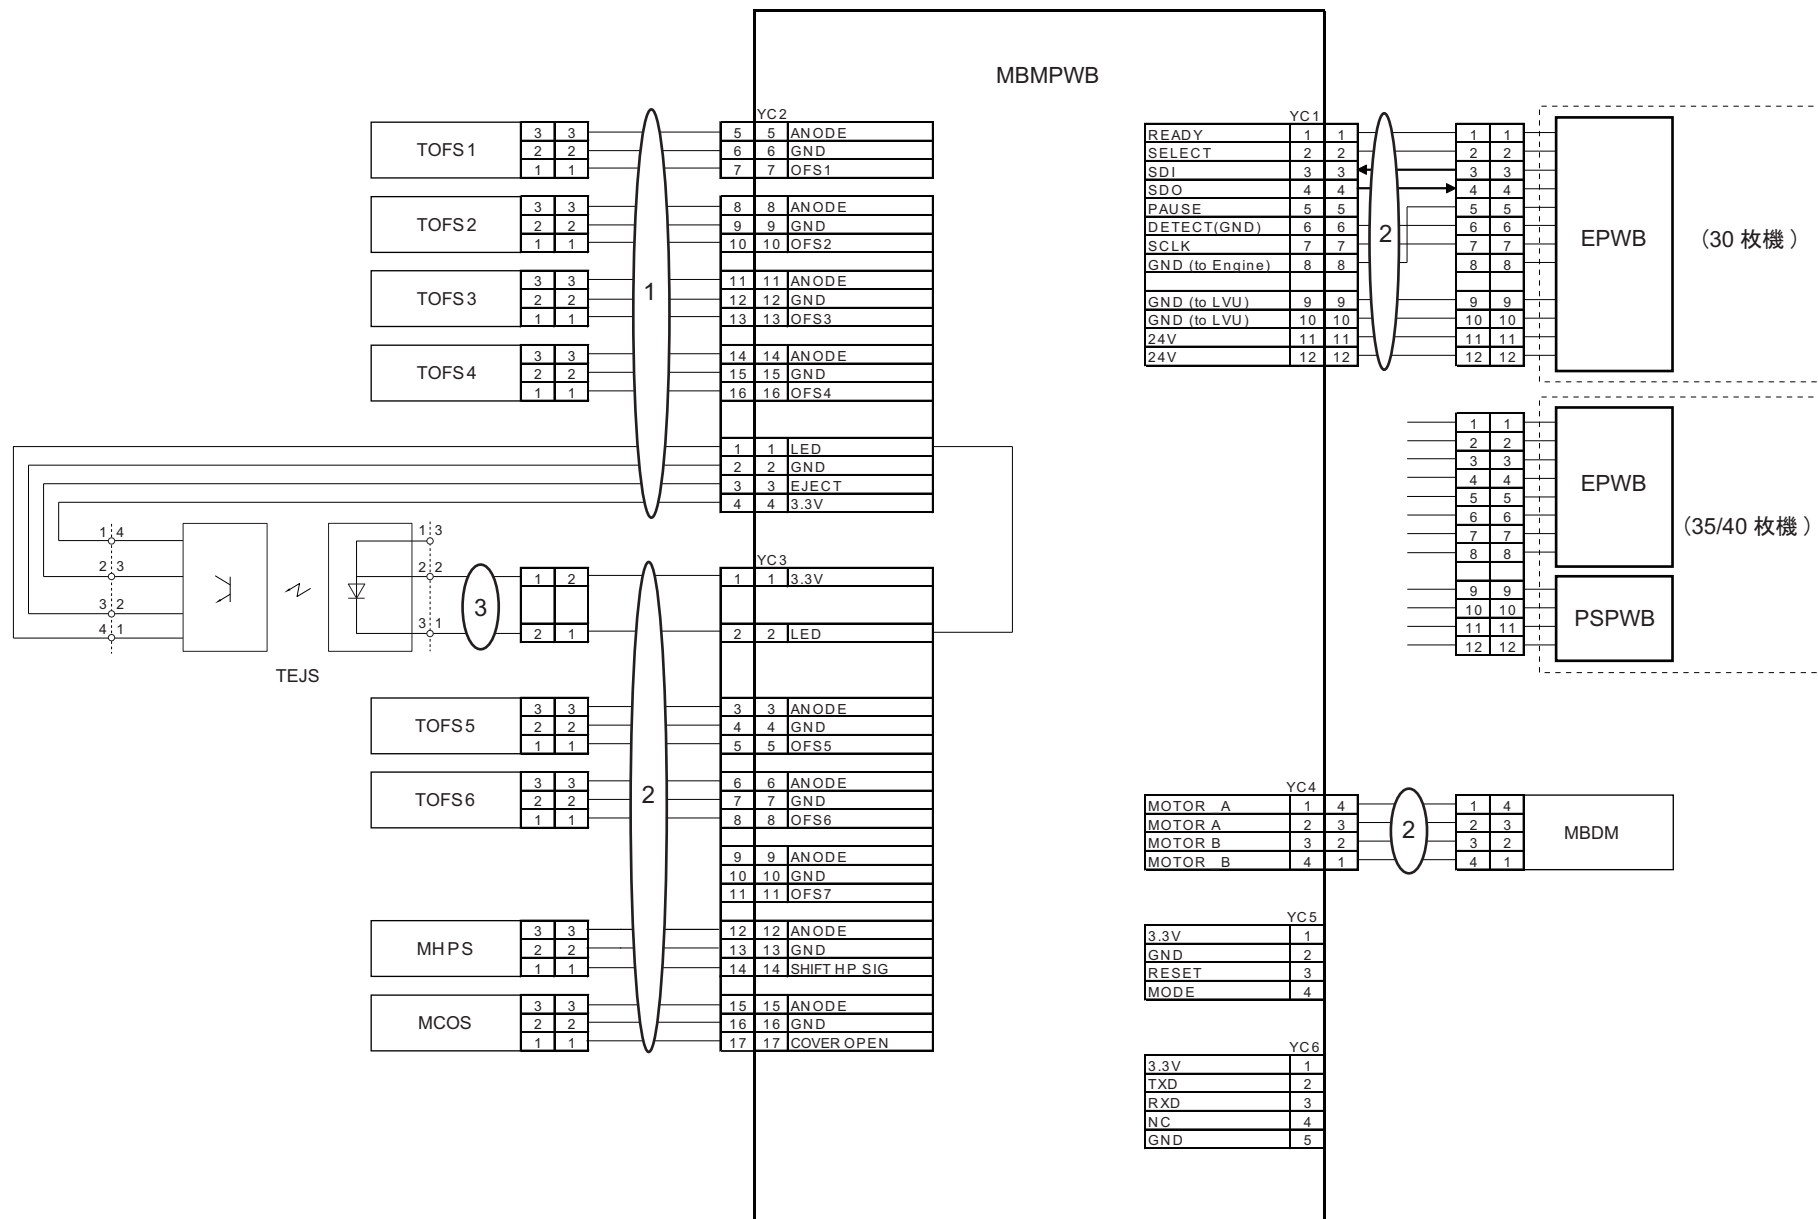 MBMPWB
YC2
TOFS1 3 3 5 5 ANODE
2 2 6 6 GND
1 1 7 7 OFS1
TOFS2 3 3 8 8 ANODE
2 2 9 9 GND
1 1 10 10 OFS2
TOFS3 3 3 11 11 ANODE
2 2 12 12 GND
1 1 13 13 OFS3
TOFS4 3 3 14 14 ANODE
2 2 15 15 GND
1 1 16 16 OFS4
1
1 1 LED
2 2 GND
3 3 EJECT
4 4 3.3V
1 4
2 3
3 2
4 1
1 3
2 2
3 1
TEJS
3
1 2
2 1
YC3
1 1 3.3V
2 2 LED
TOFS5 3 3 3 3 ANODE
2 2 4 4 GND
1 1 5 5 OFS5
TOFS6 3 3 6 6 ANODE
2 2 7 7 GND
1 1 8 8 OFS6
2
9 9 ANODE
10 10 GND
11 11 OFS7
MHPS 3 3 12 12 ANODE
2 2 13 13 GND
1 1 14 14 SHIFT HP SIG
MCOS 3 3 15 15 ANODE
2 2 16 16 GND
1 1 17 17 COVER OPEN
YC1
READY 1 1 1 1
SELECT 2 2 2 2
SDI 3 3 3 3
SDO 4 4 4 4
PAUSE 5 5 5 5
DETECT(GND) 6 6 6 6
SCLK 7 7 7 7
GND (to Engine) 8 8 8 8
GND (to LVU) 9 9 9 9
GND (to LVU) 10 10 10 10
24V 11 11 11 11
24V 12 12 12 12
2
EPWB
（30 枚機）
1 1
2 2
3 3
4 4
5 5
6 6
7 7
8 8
9 9
10 10
11 11
12 12
EPWB
（35/40 枚機）
PSPWB
YC4
MOTOR A 1 4 1 4
MOTOR A 2 3 2 3
MOTOR B 3 2 3 2
MOTOR B 4 1 4 1
2
MBDM
YC5
3.3V 1
GND 2
RESET 3
MODE 4
YC6
3.3V 1
TXD 2
RXD 3
NC 4
GND 5